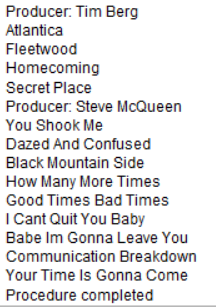 Producer: Tim Berg
Atlantica
Fleetwood
Homecoming
Secret Place
Producer: Steve McQueen
You Shook Me
Dazed And Confused
Black Mountain Side
How Many More Times
Good Times Bad Times
I Cant Quit You Baby
Babe Im Gonna Leave You
Communication Breakdown
Your Time Is Gonna Come
Procedure completed